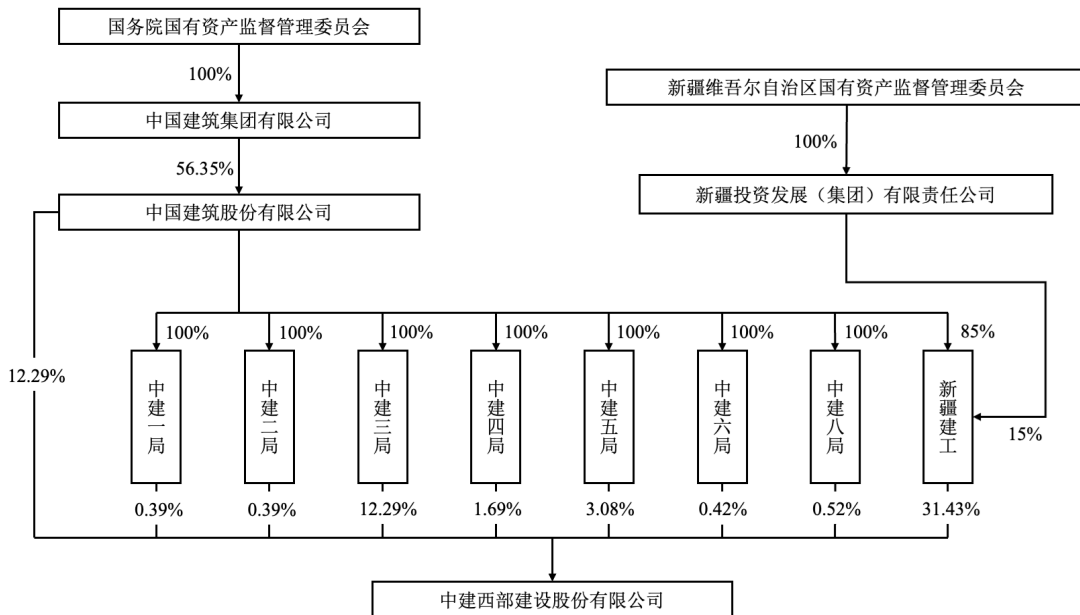 国务院国有资产监督管理委员会
100%
新疆维吾尔自治区国有资产监督管理委员会
中国建筑集团有限公司
100%
56.35%
新疆投资发展（集团）有限责任公司
中国建筑股份有限公司
100%
100%
100%
100%
100%
100%
100%
85%
12.29%
中建一局
中建二局
中建三局
中建四局
中建五局
中建六局
中建八局
新疆建工
15%
0.39%
0.39%
12.29%
1.69%
3.08%
0.42%
0.52%
31.43%
中建西部建设股份有限公司